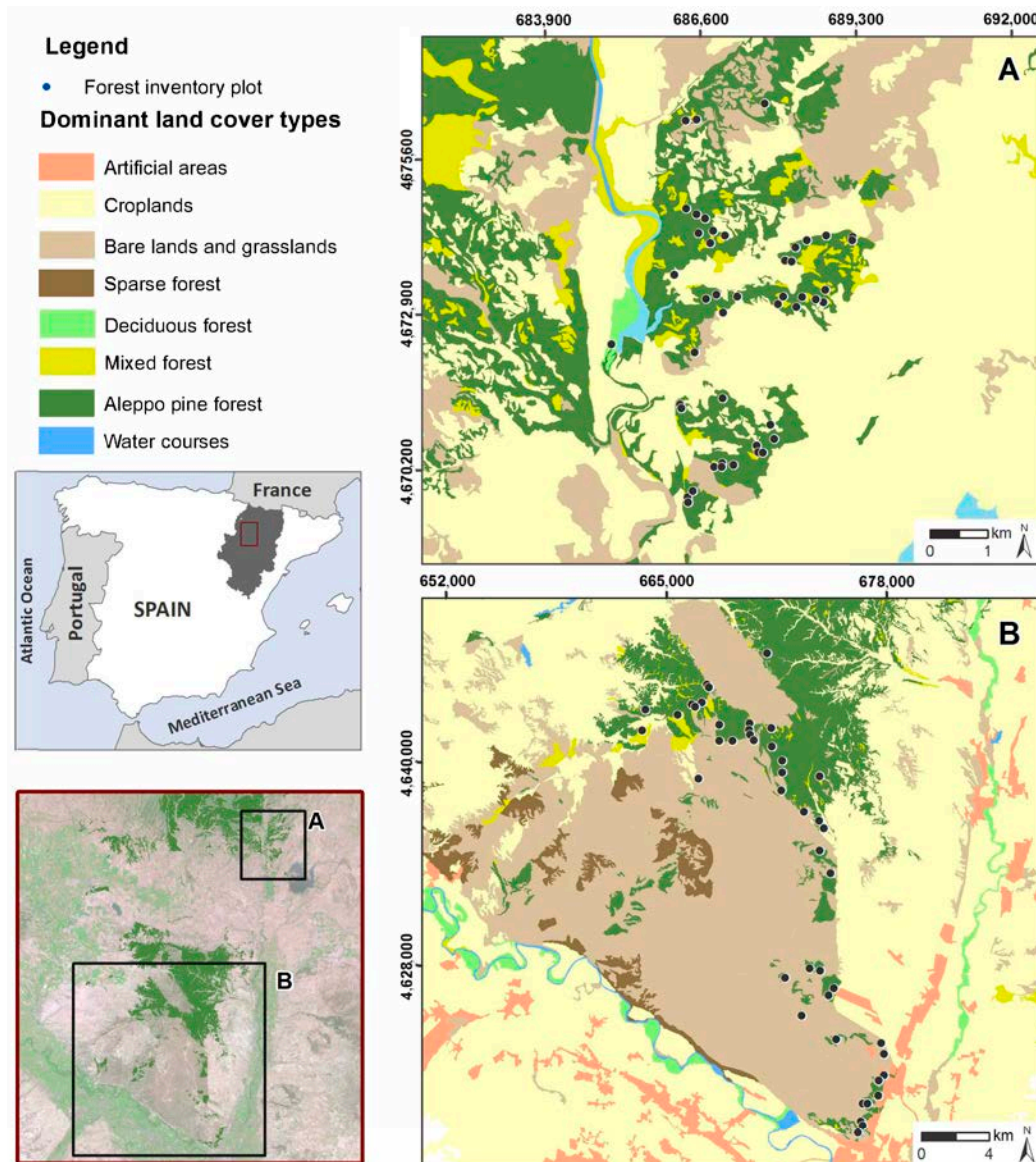 Legend
Forest inventory plot
Dominant land cover types
Artificial areas
Croplands
Bare lands and grasslands
Sparse forest
Deciduous forest
Mixed forest
Aleppo pine forest
Water courses
France
Atlantic Ocean
Portugal
SPAIN
Mediterranean Sea
A
B
683,900 686,600 689,300 692,000
A
4,675,600
4,672,900
4,670,200
km
N
0 1
652,000 665,000 678,000
B
4,640,000
4,628,000
km
N
0 4